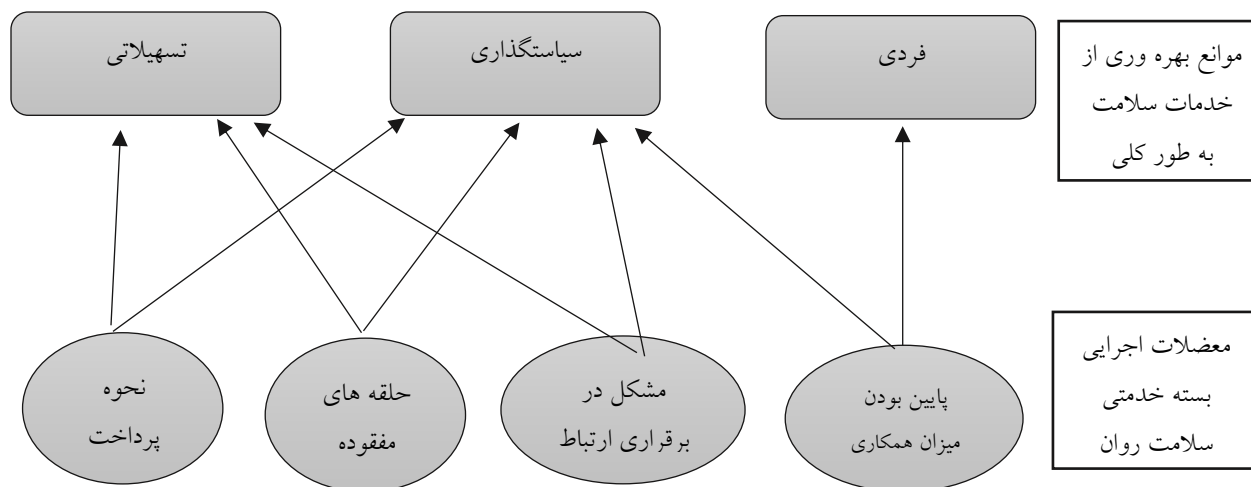 موانع بهره وری از
خدمات سلامت
به طور کلی
فردی
سیاستگذاری
تسهیلاتی
معضلات اجرایی
بسته خدمتی
سلامت روان
پایین بودن
میزان همکاری
مشکل در
برقراری ارتباط
حلقه های
مفقوده
نحوه
پرداخت